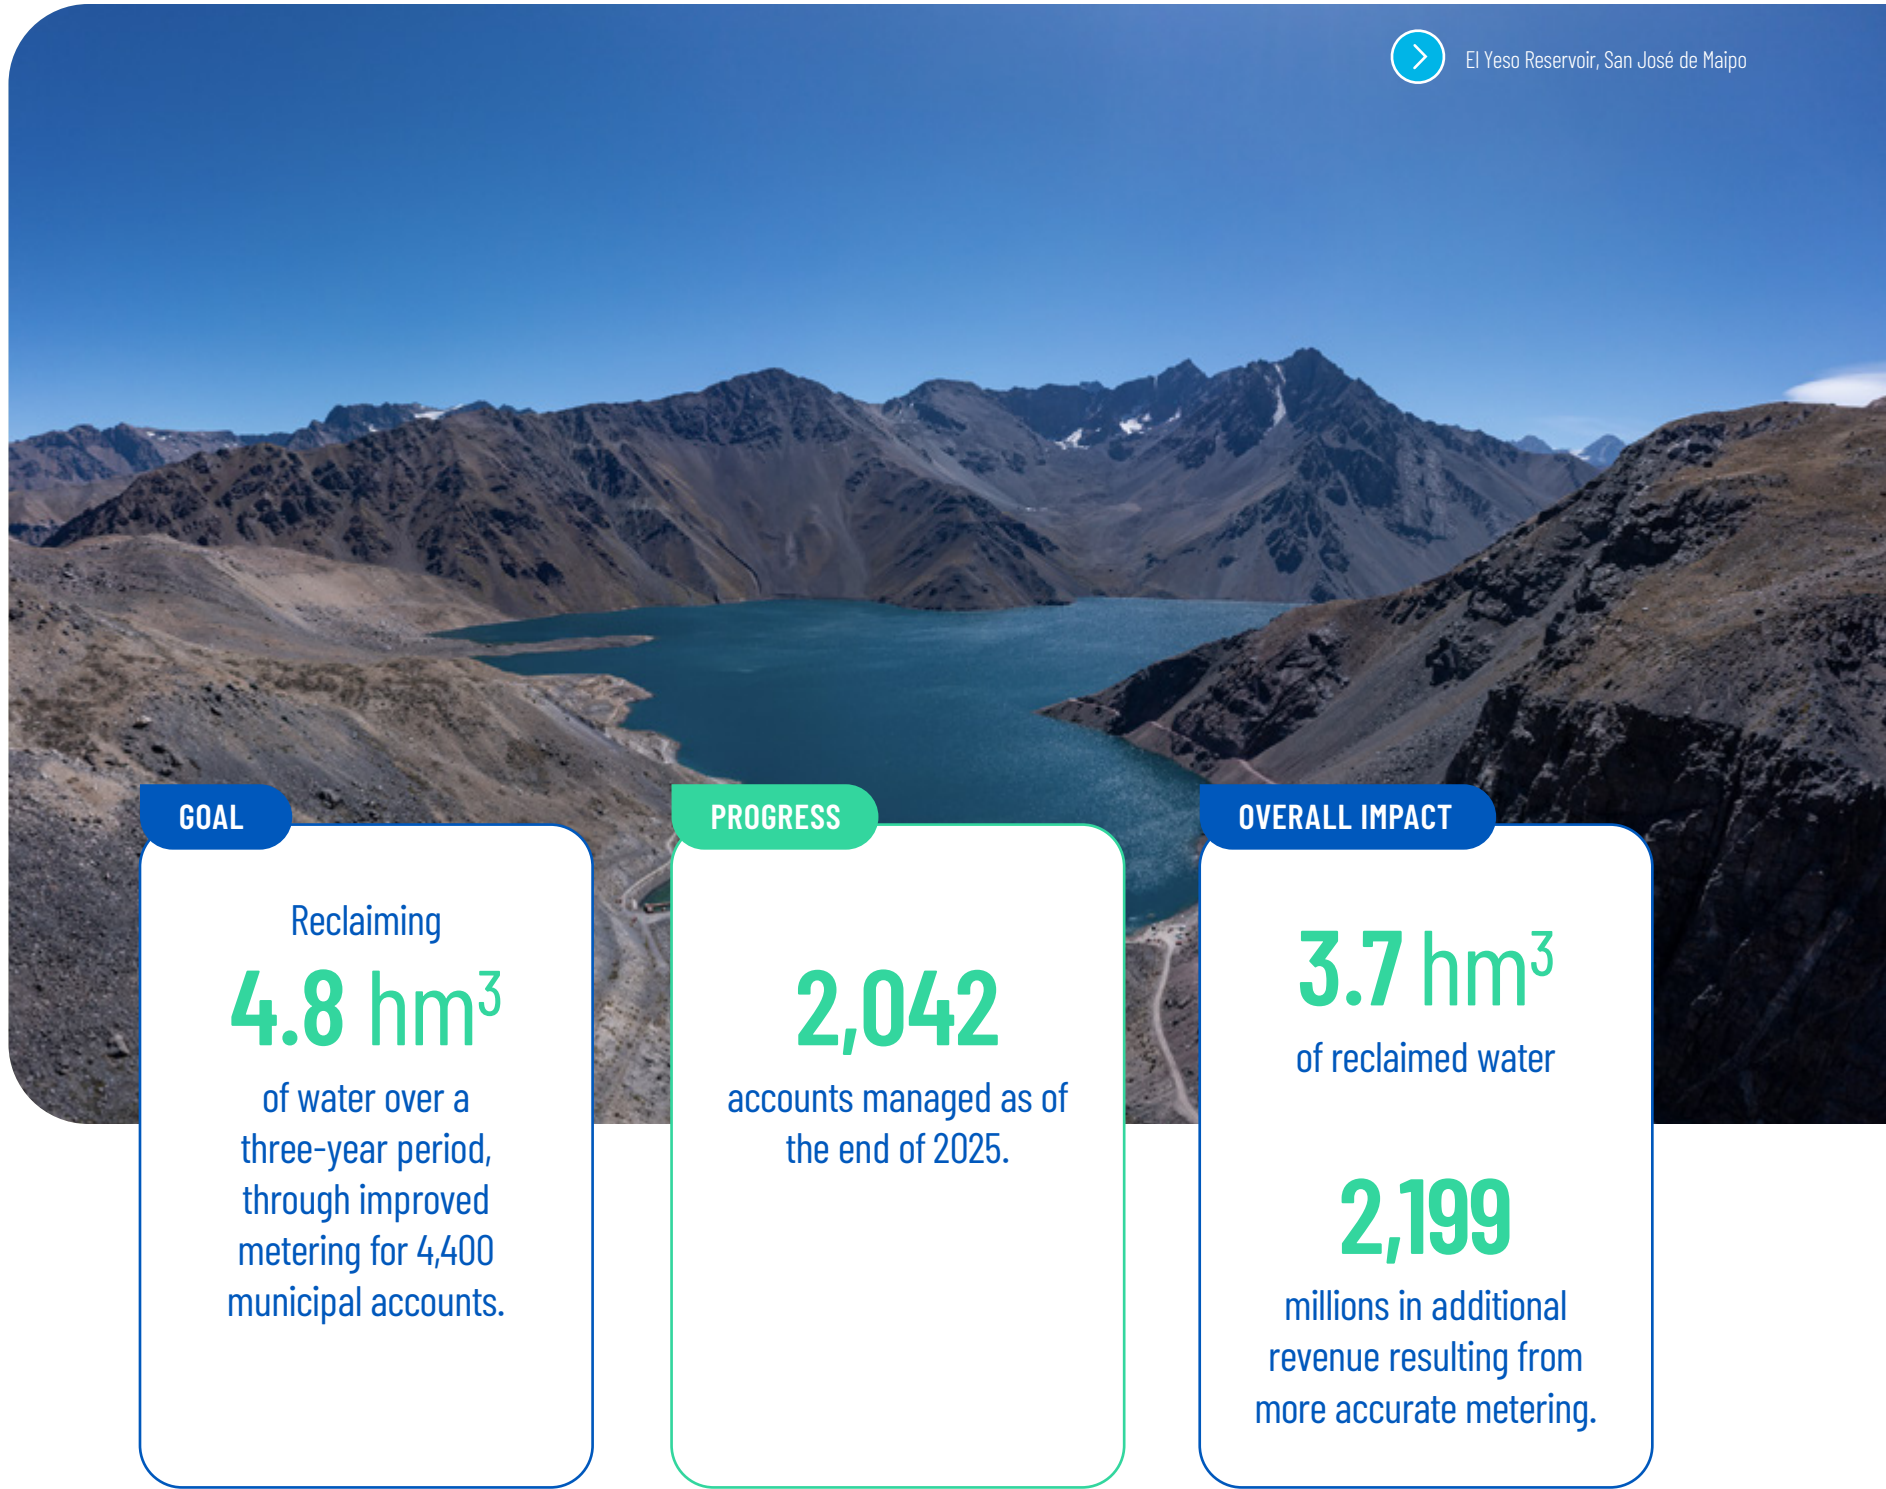 El Yeso Reservoir, San José de Maipo
GOAL
Reclaiming
4.8 hm³
of water over a
three-year period,
through improved
metering for 4,400
municipal accounts.
PROGRESS
2,042
accounts managed as of
the end of 2025.
OVERALL IMPACT
3.7 hm³
of reclaimed water
2,199
millions in additional
revenue resulting from
more accurate metering.